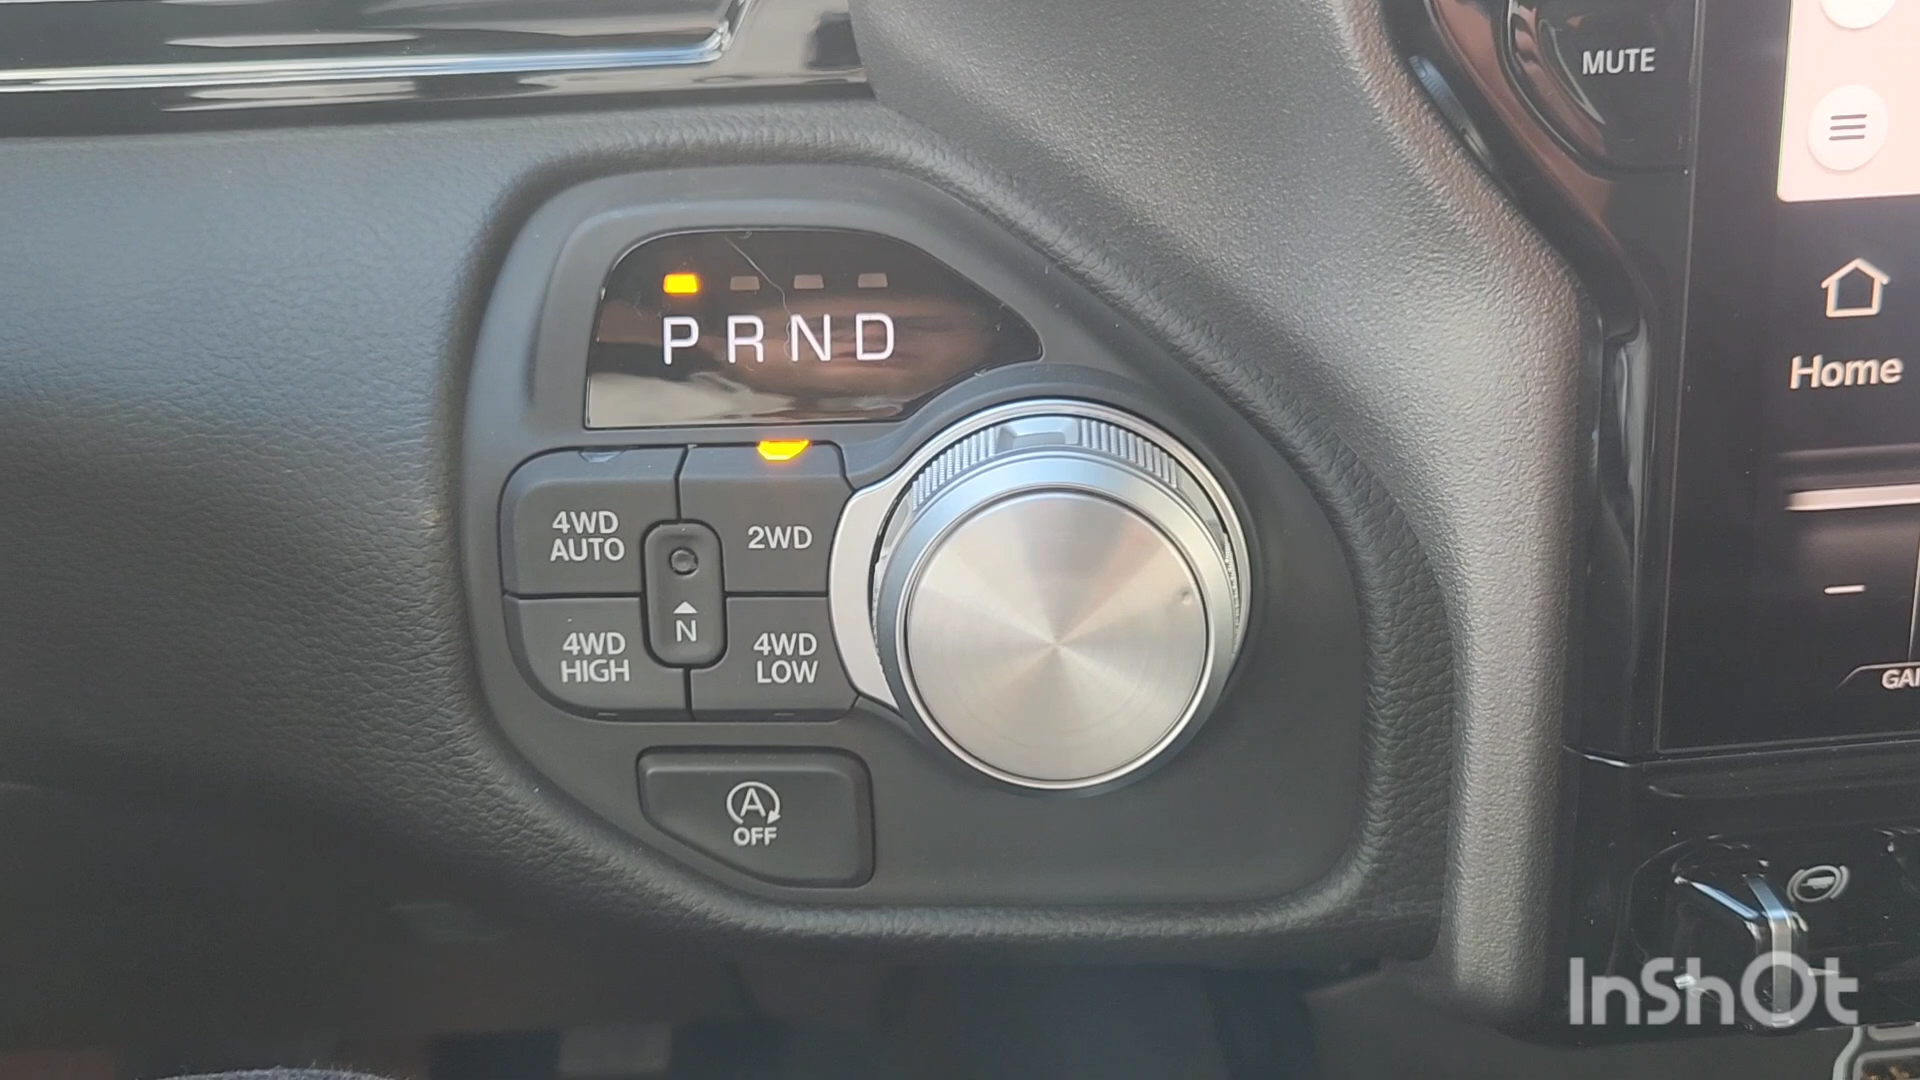 MUTE
P R N D
Home
4WD
AUTO
2WD
N
4WD
HIGH
4WD
LOW
A
OFF
InShOt